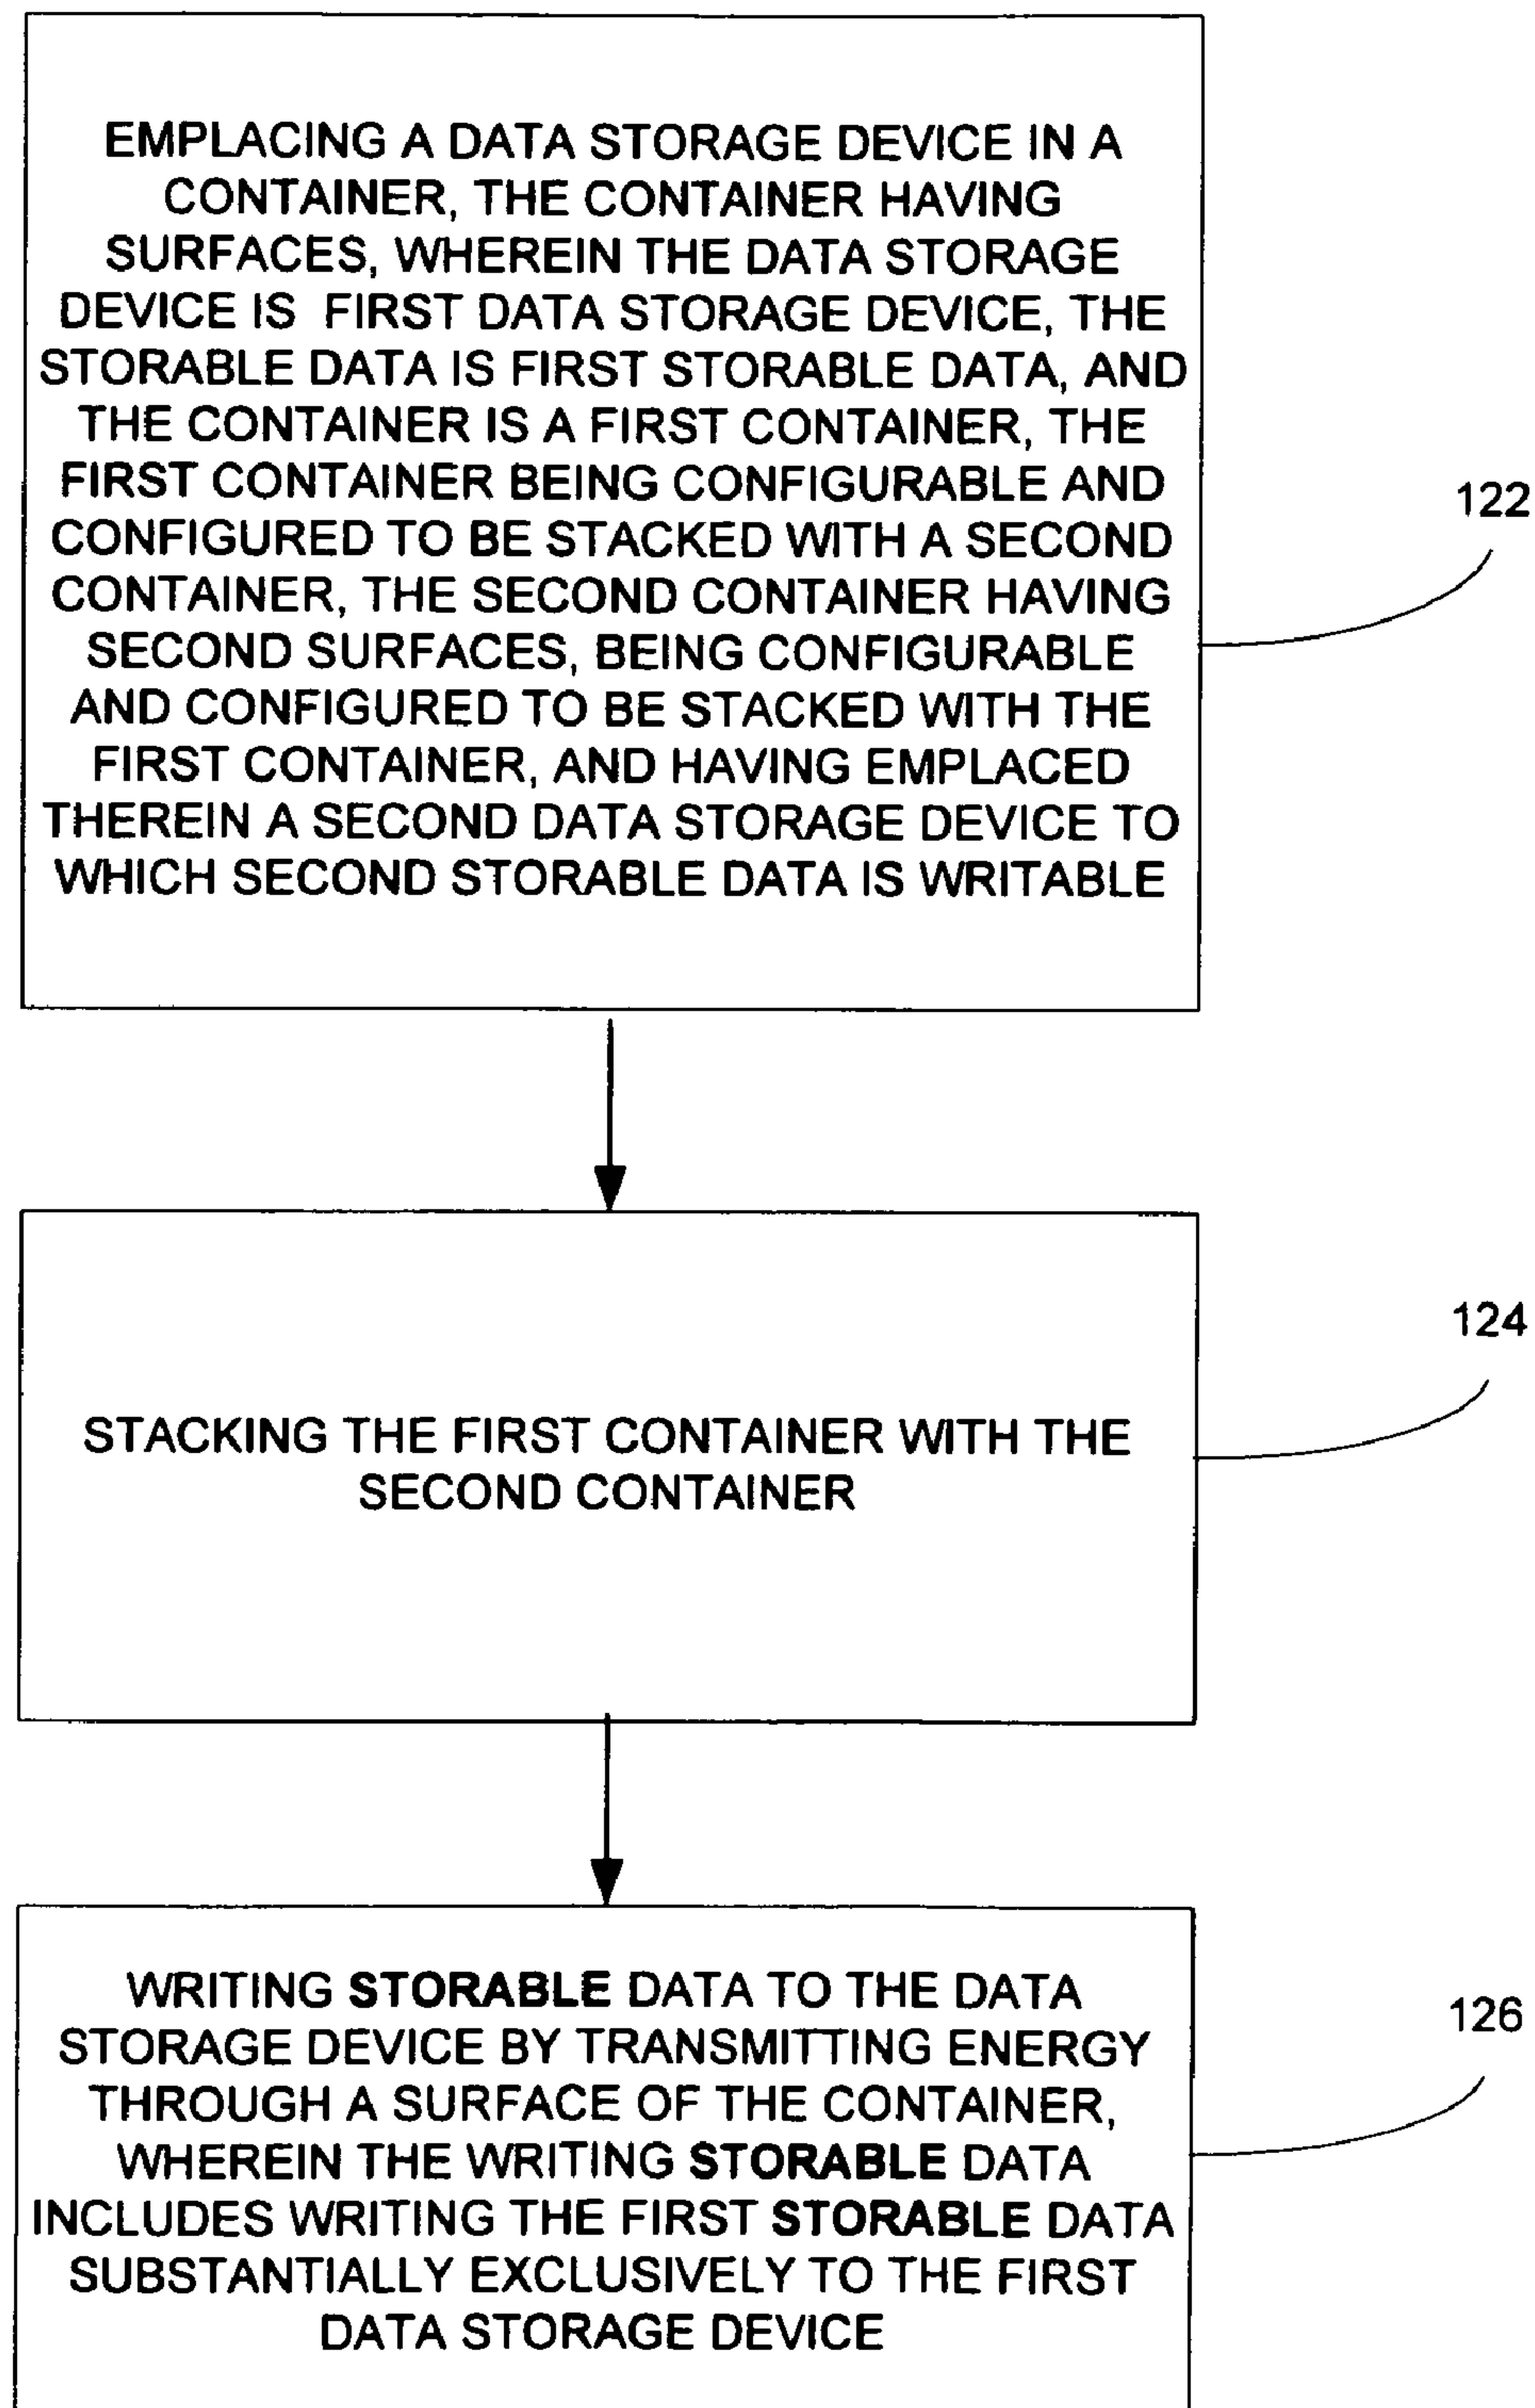 EMPLACING A DATA STORAGE DEVICE IN A
CONTAINER, THE CONTAINER HAVING
SURFACES, WHEREIN THE DATA STORAGE
DEVICE IS FIRST DATA STORAGE DEVICE, THE
STORABLE DATA IS FIRST STORABLE DATA, AND
THE CONTAINER IS A FIRST CONTAINER, THE
FIRST CONTAINER BEING CONFIGURABLE AND
CONFIGURED TO BE STACKED WITH A SECOND
CONTAINER, THE SECOND CONTAINER HAVING
SECOND SURFACES, BEING CONFIGURABLE
AND CONFIGURED TO BE STACKED WITH THE
FIRST CONTAINER, AND HAVING EMPLACED
THEREIN A SECOND DATA STORAGE DEVICE TO
WHICH SECOND STORABLE DATA IS WRITABLE
122
STACKING THE FIRST CONTAINER WITH THE
SECOND CONTAINER
124
WRITING STORABLE DATA TO THE DATA
STORAGE DEVICE BY TRANSMITTING ENERGY
THROUGH A SURFACE OF THE CONTAINER,
WHEREIN THE WRITING STORABLE DATA
INCLUDES WRITING THE FIRST STORABLE DATA
SUBSTANTIALLY EXCLUSIVELY TO THE FIRST
DATA STORAGE DEVICE
126